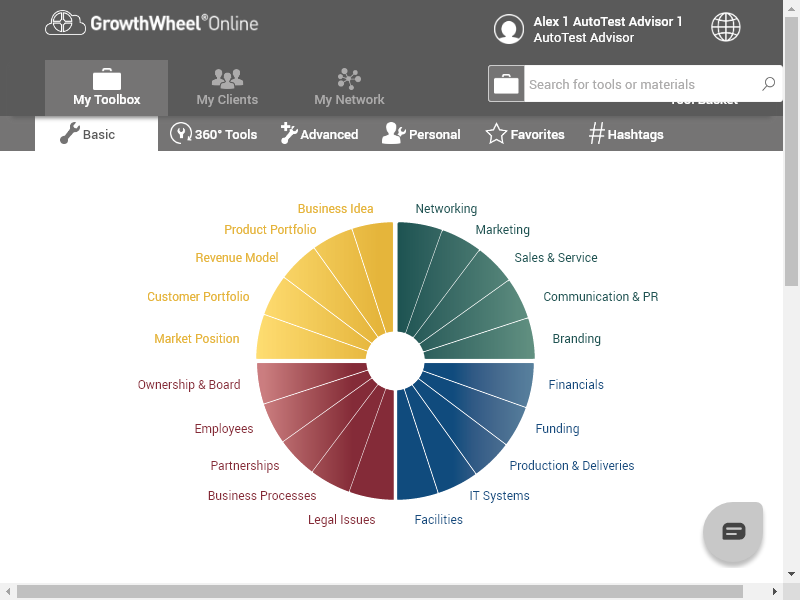 GrowthWheel®Online
Alex 1 AutoTest Advisor 1
AutoTest Advisor
My Toolbox
My Clients
My Network
Search for tools or materials
Tool Basket
Basic
360° Tools
Advanced
Personal
Favorites
Hashtags
Business Idea
Networking
Product Portfolio
Marketing
Revenue Model
Sales & Service
Customer Portfolio
Communication & PR
Market Position
Branding
Ownership & Board
Financials
Employees
Funding
Partnerships
Production & Deliveries
Business Processes
IT Systems
Legal Issues
Facilities